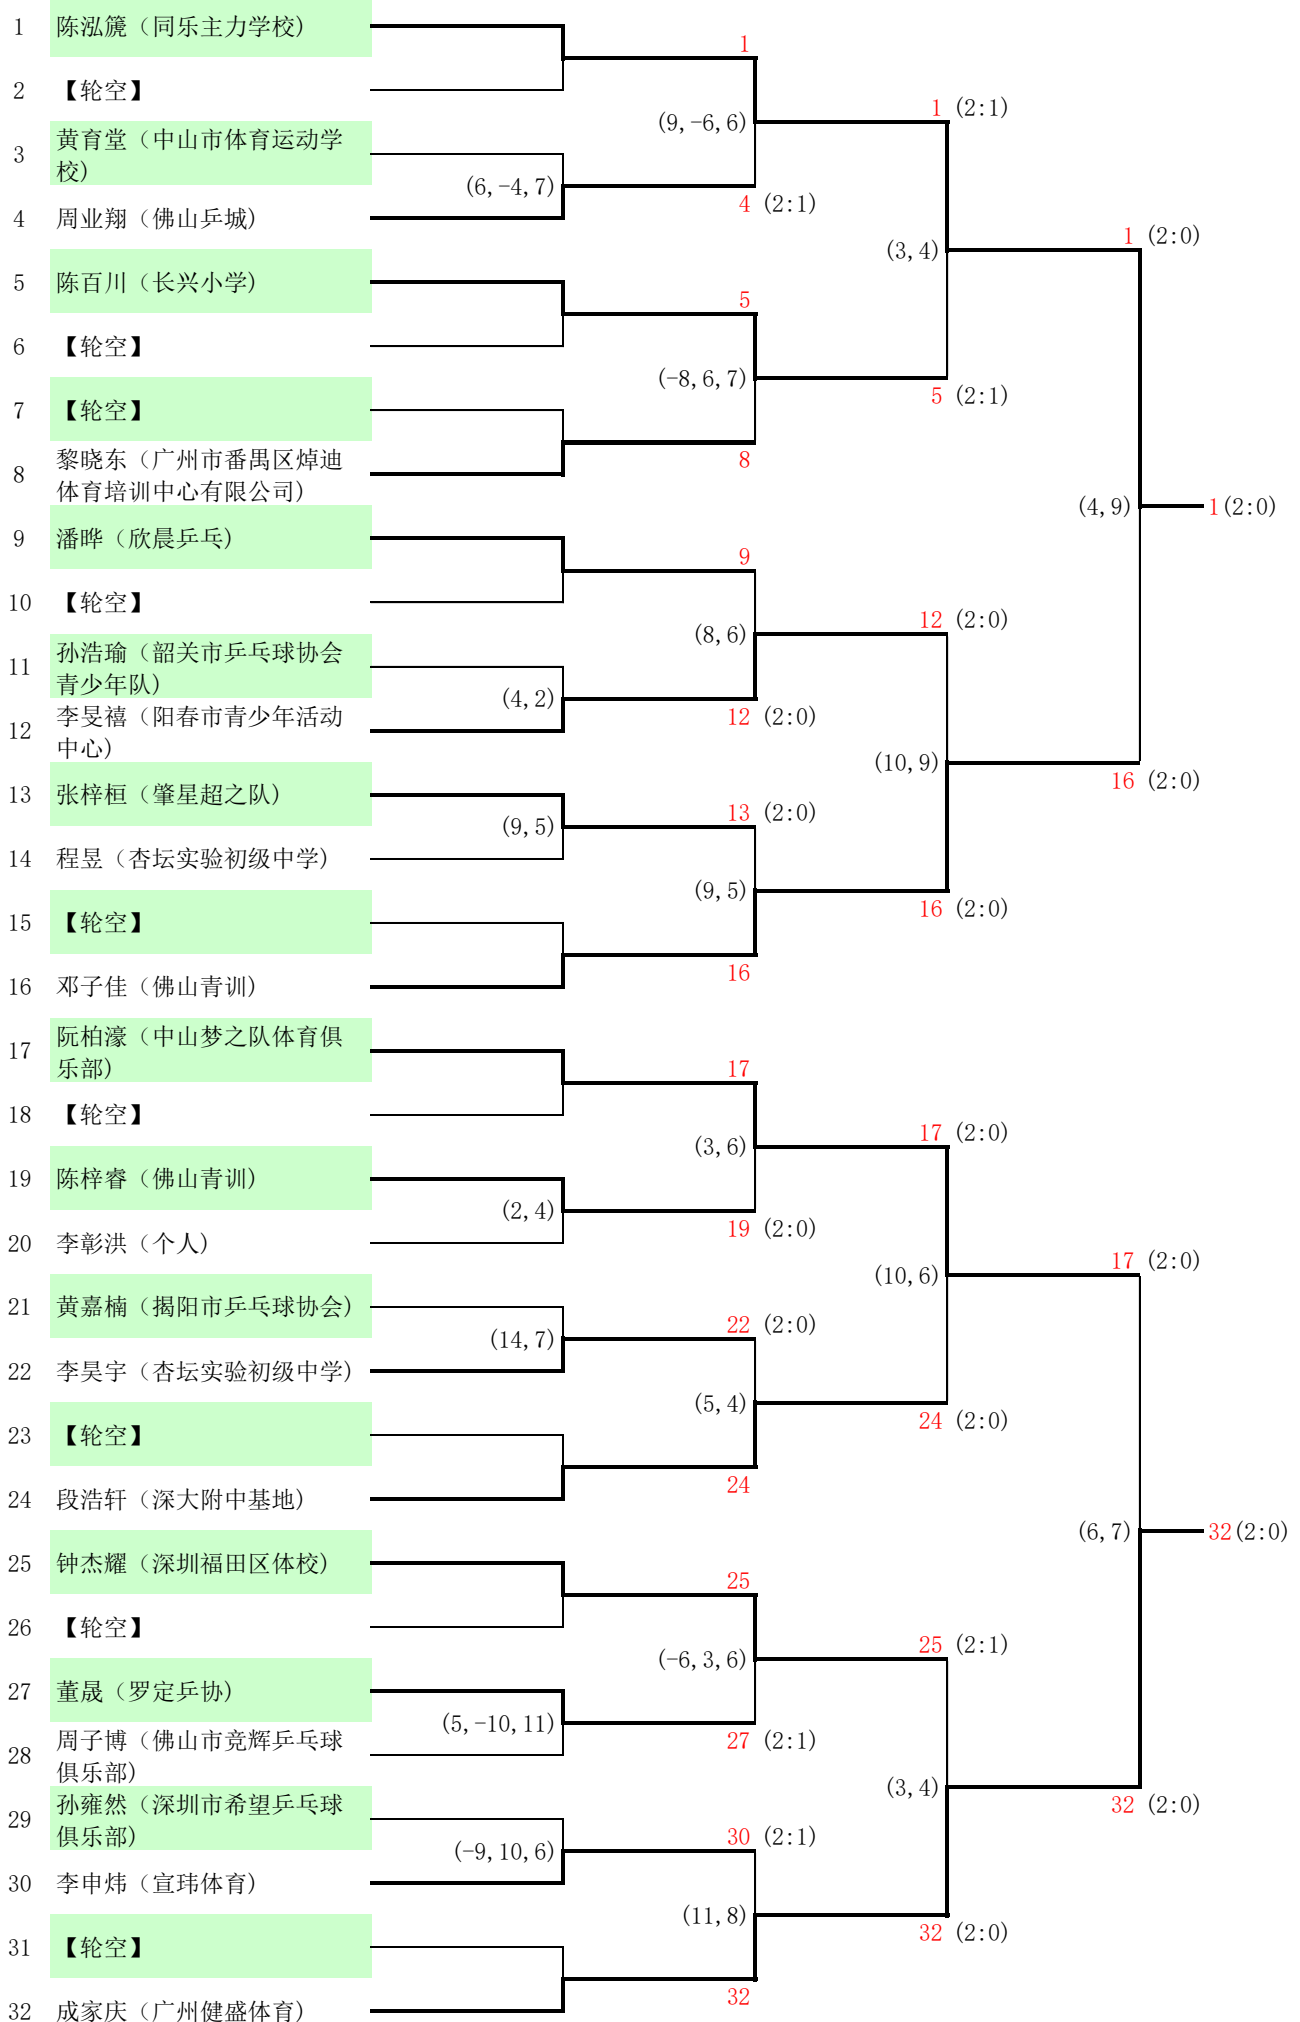 1 陈泓篪（同乐主力学校）
1
2 【轮空】
1 (2:1)
(9,-6,6)
3 黄育堂（中山市体育运动学
校）
(6,-4,7)
4 周业翔（佛山乒城）
4 (2:1)
1 (2:0)
(3,4)
5 陈百川（长兴小学）
5
6 【轮空】
(-8,6,7)
5 (2:1)
7 【轮空】
8
8 黎晓东（广州市番禺区焯迪
体育培训中心有限公司）
(4,9)
1(2:0)
9 潘晔（欣晨乒乓）
9
10 【轮空】
12 (2:0)
(8,6)
11 孙浩瑜（韶关市乒乓球协会
青少年队）
(4,2)
12 李旻禧（阳春市青少年活动
中心）
12 (2:0)
(10,9)
16 (2:0)
13 张梓桓（肇星超之队）
13 (2:0)
(9,5)
14 程昱（杏坛实验初级中学）
(9,5)
16 (2:0)
15 【轮空】
16
16 邓子佳（佛山青训）
17 阮柏濠（中山梦之队体育俱
乐部）
17
18 【轮空】
17 (2:0)
(3,6)
19 陈梓睿（佛山青训）
(2,4)
19 (2:0)
20 李彰洪（个人）
17 (2:0)
(10,6)
21 黄嘉楠（揭阳市乒乓球协会）
22 (2:0)
(14,7)
22 李昊宇（杏坛实验初级中学）
(5,4)
24 (2:0)
23 【轮空】
24
24 段浩轩（深大附中基地）
(6,7)
32(2:0)
25 钟杰耀（深圳福田区体校）
25
26 【轮空】
25 (2:1)
(-6,3,6)
27 董晟（罗定乒协）
(5,-10,11)
27 (2:1)
28 周子博（佛山市竞辉乒乓球
俱乐部）
(3,4)
32 (2:0)
29 孙雍然（深圳市希望乒乓球
俱乐部）
30 (2:1)
(-9,10,6)
30 李申炜（宣玮体育）
(11,8)
32 (2:0)
31 【轮空】
32
32 成家庆（广州健盛体育）